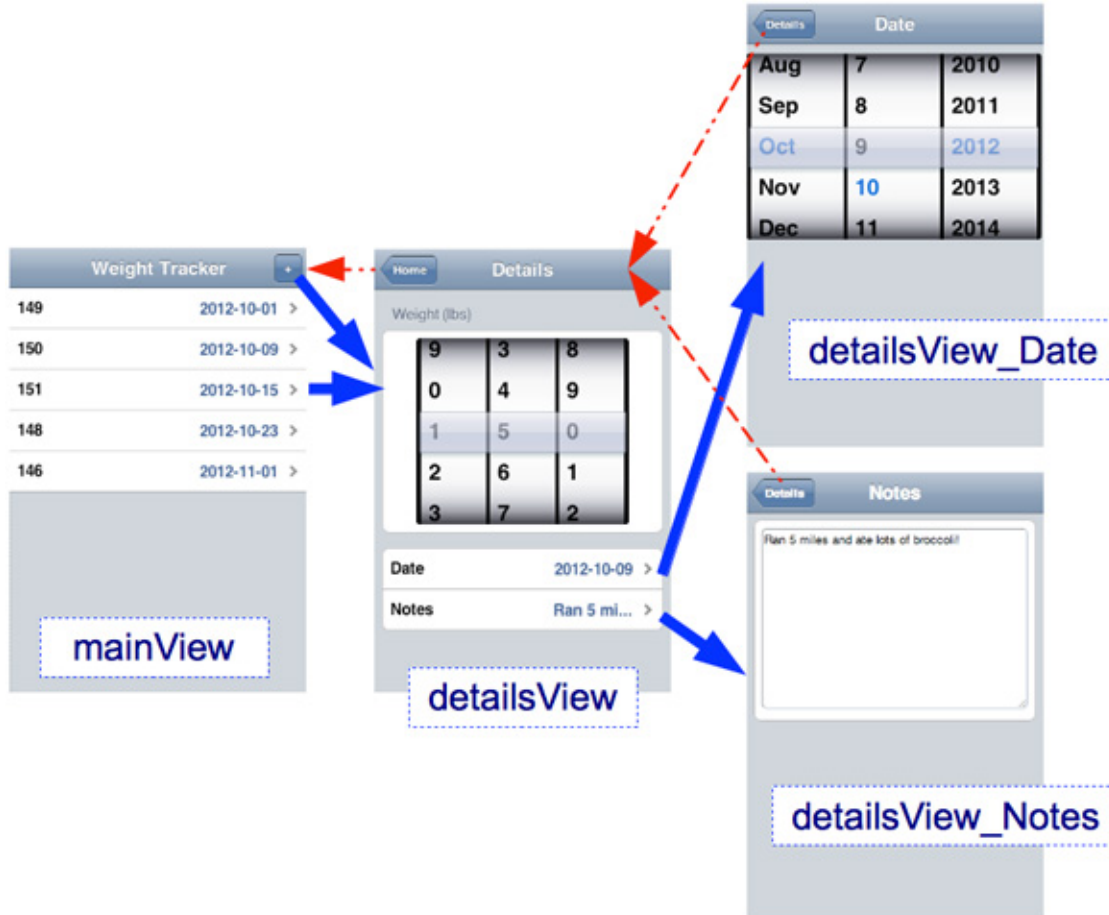 Weight Tracker +
149 2012-10-01 >
150 2012-10-09 >
151 2012-10-15 >
148 2012-10-23 >
146 2012-11-01 >
mainView
Home Details
Weight (lbs)
9 3 8
0 4 9
1 5 0
2 6 1
3 7 2
Date 2012-10-09 >
Notes Ran 5 mi... >
detailsView
Details Date
Aug 7 2010
Sep 8 2011
Oct 9 2012
Nov 10 2013
Dec 11 2014
detailsView_Date
Details Notes
Ran 5 miles and ate lots of broccoli!
detailsView_Notes